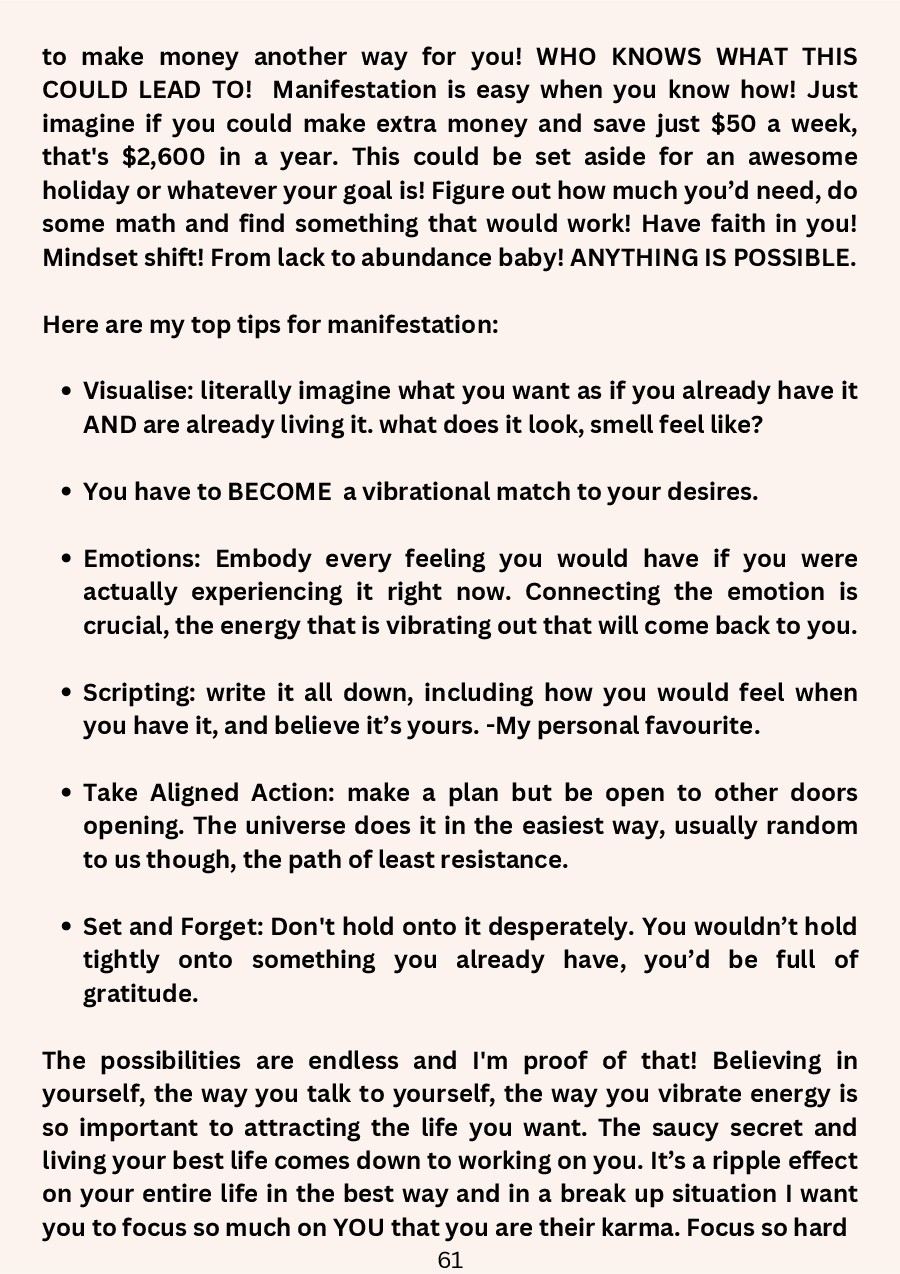 to make money another way for you! WHO KNOWS WHAT THIS
COULD LEAD TO!  Manifestation is easy when you know how! Just
imagine if you could make extra money and save just $50 a week,
that's $2,600 in a year. This could be set aside for an awesome
holiday or whatever your goal is! Figure out how much you’d need, do
some math and find something that would work! Have faith in you!
Mindset shift! From lack to abundance baby! ANYTHING IS POSSIBLE.
Here are my top tips for manifestation:
• Visualise: literally imagine what you want as if you already have it
AND are already living it. what does it look, smell feel like?
• You have to BECOME  a vibrational match to your desires.
• Emotions: Embody every feeling you would have if you were
actually experiencing it right now. Connecting the emotion is
crucial, the energy that is vibrating out that will come back to you.
• Scripting: write it all down, including how you would feel when
you have it, and believe it’s yours. -My personal favourite.
• Take Aligned Action: make a plan but be open to other doors
opening. The universe does it in the easiest way, usually random
to us though, the path of least resistance.
• Set and Forget: Don't hold onto it desperately. You wouldn’t hold
tightly onto something you already have, you’d be full of
gratitude.
The possibilities are endless and I'm proof of that! Believing in
yourself, the way you talk to yourself, the way you vibrate energy is
so important to attracting the life you want. The saucy secret and
living your best life comes down to working on you. It’s a ripple effect
on your entire life in the best way and in a break up situation I want
you to focus so much on YOU that you are their karma. Focus so hard
61